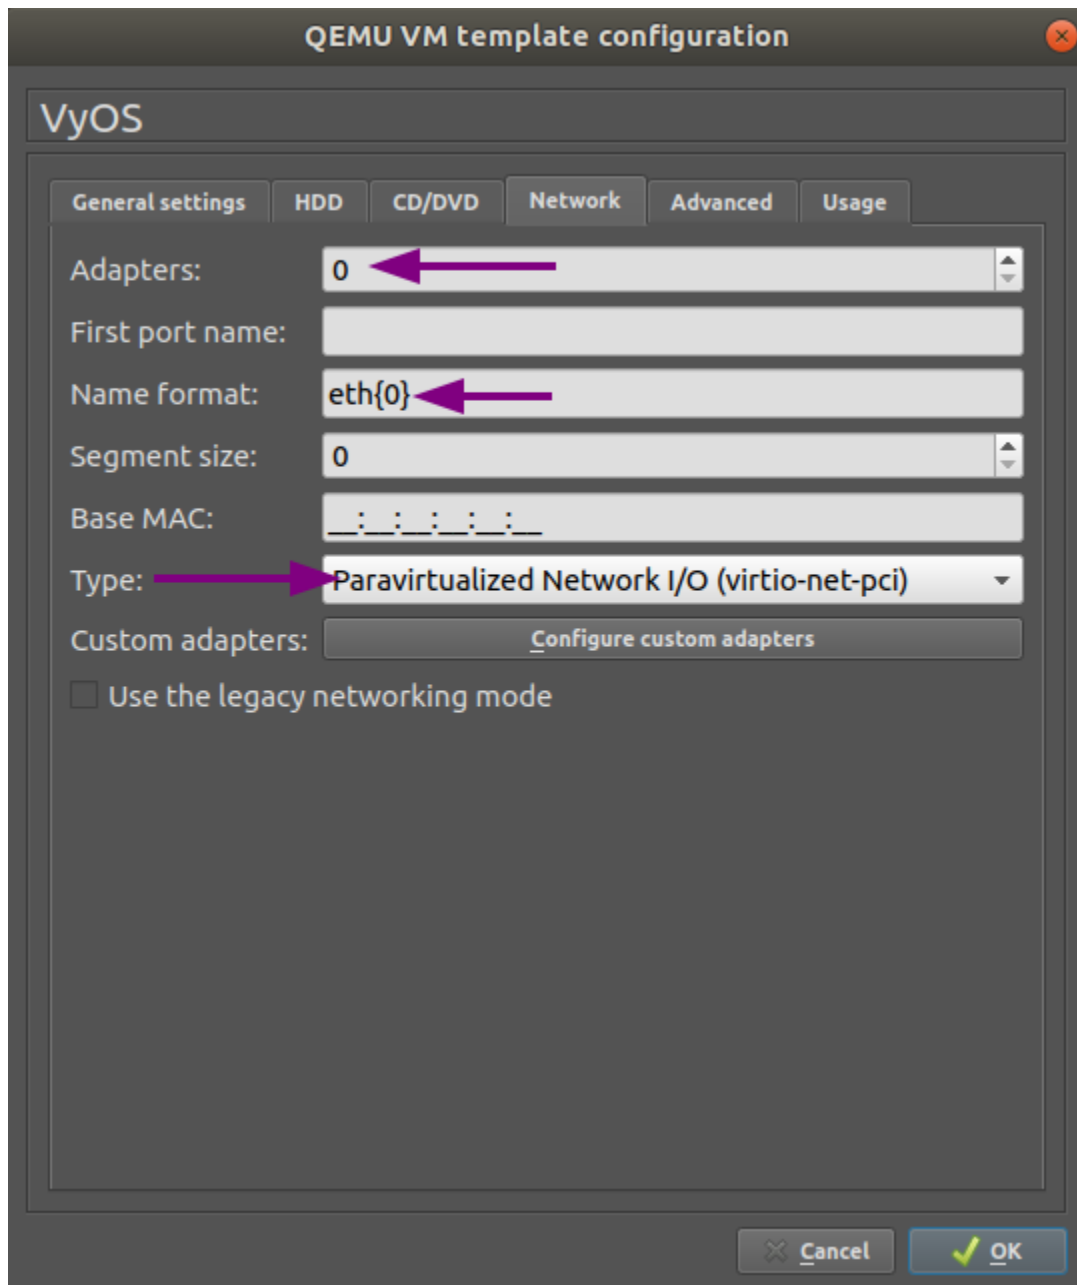 QEMU VM template configuration
VyOS
General settings HDD CD/DVD Network Advanced Usage
Adapters: 0
First port name:
Name format: eth{0}
Segment size: 0
Base MAC: __:__:__:__:__:__
Type: Paravirtualized Network I/O (virtio-net-pci)
Custom adapters: Configure custom adapters
Use the legacy networking mode
Cancel OK